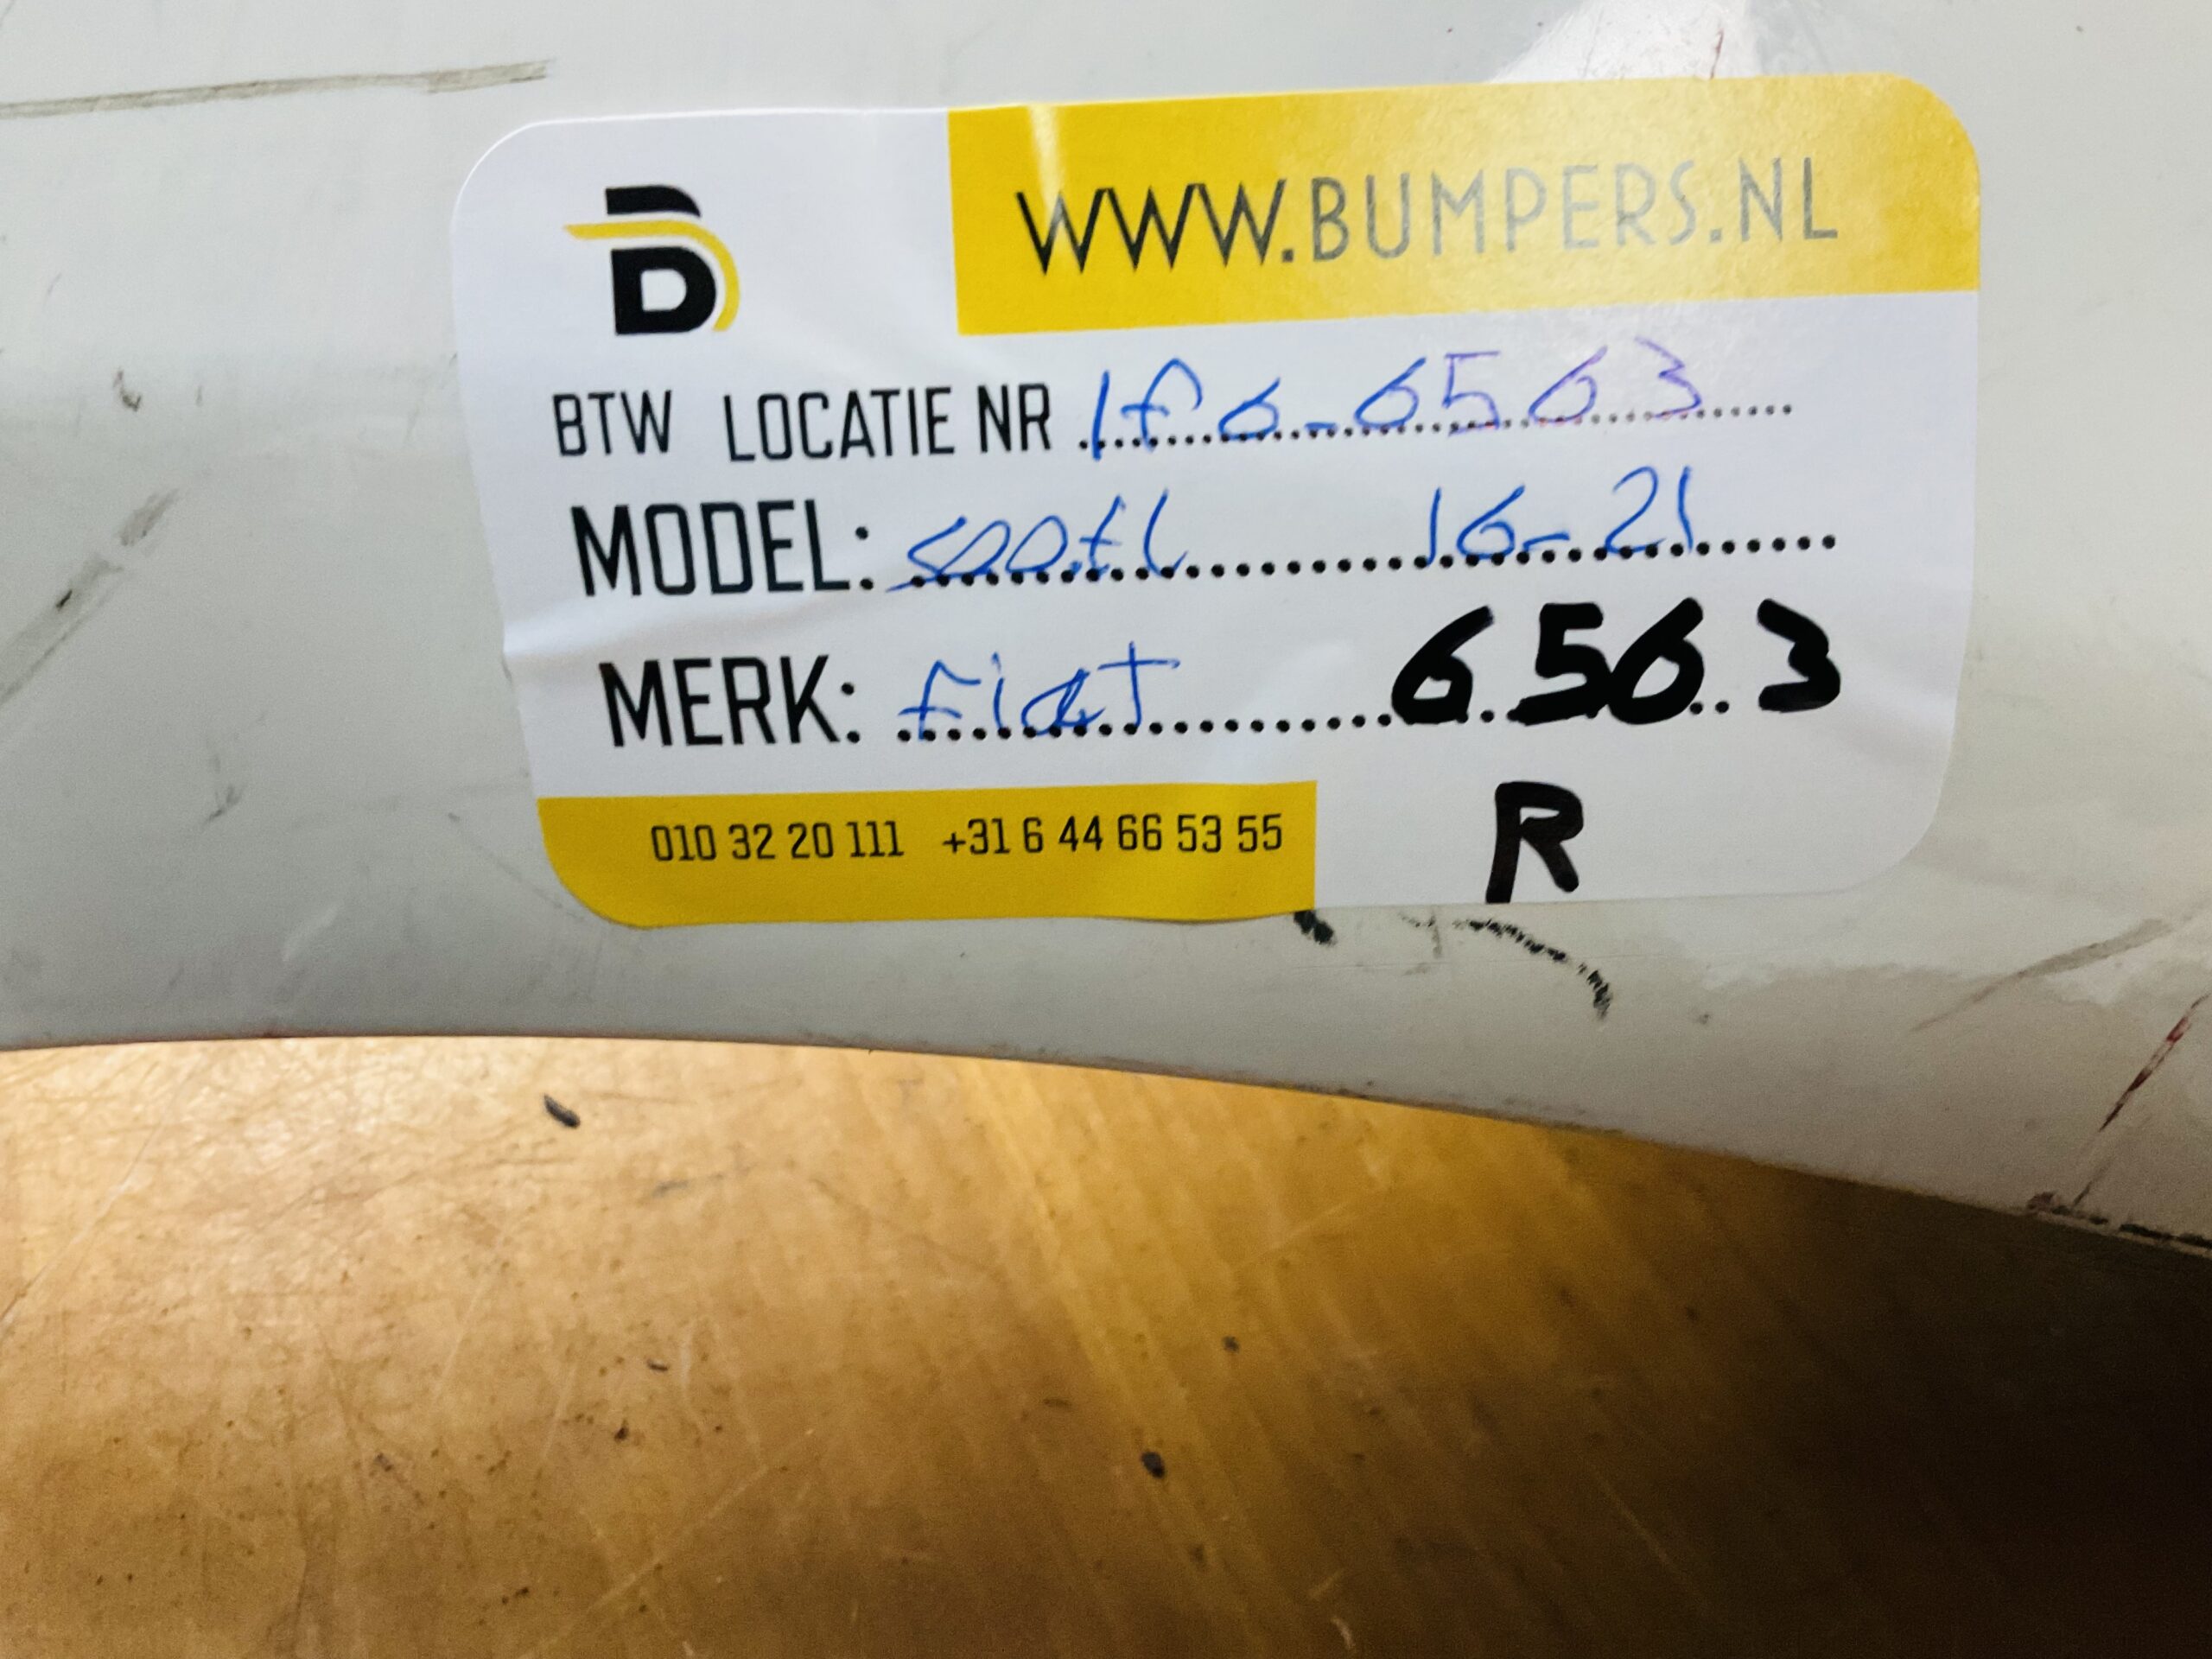 B
WWW.BUMPERS.NL
BTW LOCATIE NR 1f6-6563
MODEL: 16-21
MERK: fiat 6563
010 32 20 111 +31 6 44 66 53 55
R